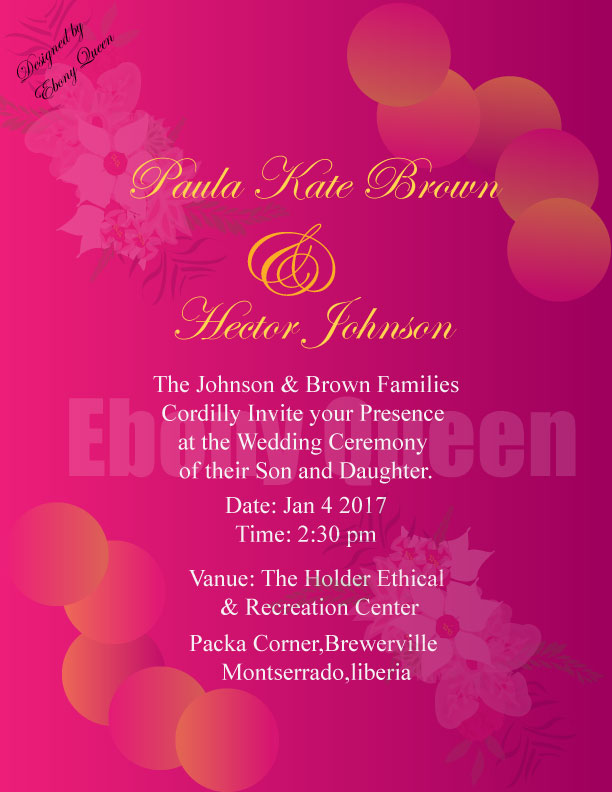 Designed by
Ebony Queen
Paula Kate Brown
&
Hector Johnson
The Johnson & Brown Families
Cordilly Invite your Presence
at the Wedding Ceremony
Ebony Queen
of their Son and Daughter.
Date: Jan 4 2017
Time: 2:30 pm
Vanue: The Holder Ethical
& Recreation Center
Packa Corner,Brewerville
Montserrado,liberia